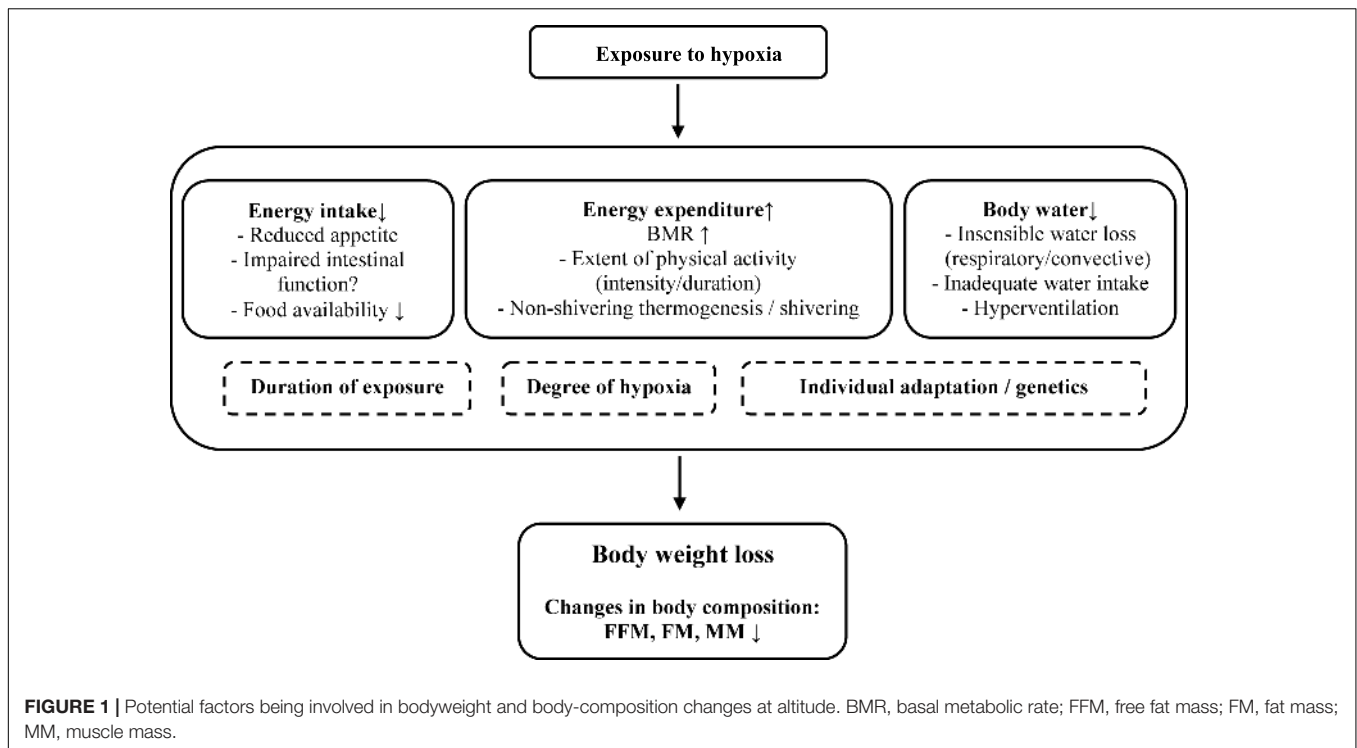 Exposure to hypoxia
Energy intake↓
- Reduced appetite
- Impaired intestinal
function?
- Food availability ↓
Energy expenditure↑
BMR ↑
- Extent of physical activity
(intensity/duration)
- Non-shivering thermogenesis / shivering
Body water↓
- Insensible water loss
(respiratory/convective)
- Inadequate water intake
- Hyperventilation
Duration of exposure
Degree of hypoxia
Individual adaptation / genetics
Body weight loss
Changes in body composition:
FFM, FM, MM ↓
FIGURE 1 | Potential factors being involved in bodyweight and body-composition changes at altitude. BMR, basal metabolic rate; FFM, free fat mass; FM, fat mass;
MM, muscle mass.